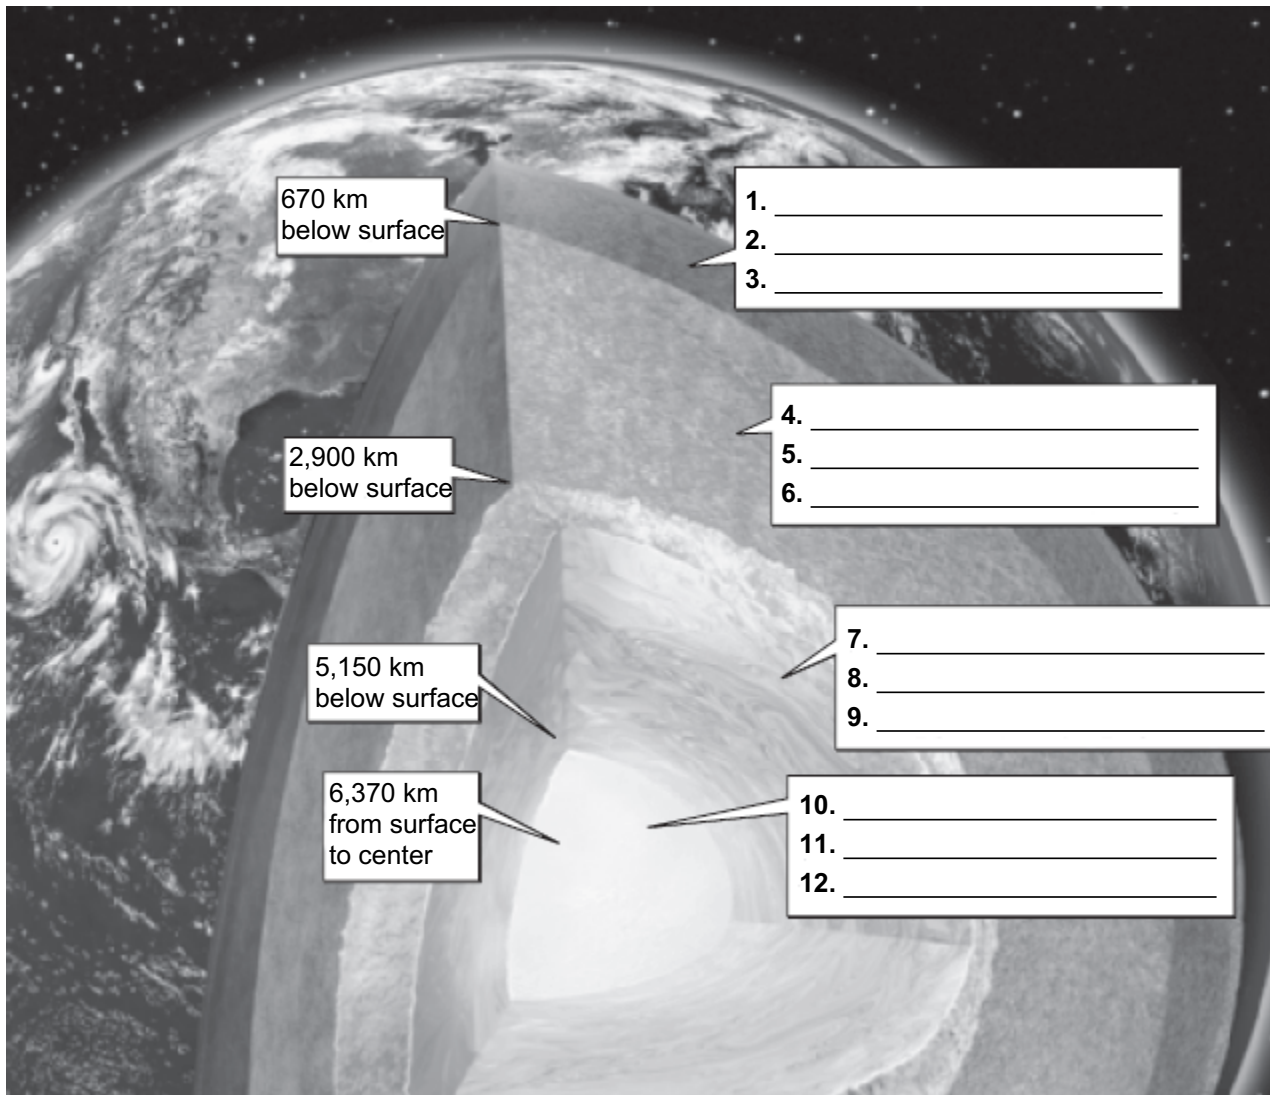 670 km
below surface
1.
2.
3.
2,900 km
below surface
4.
5.
6.
5,150 km
below surface
7.
8.
9.
6,370 km
from surface
to center
10.
11.
12.